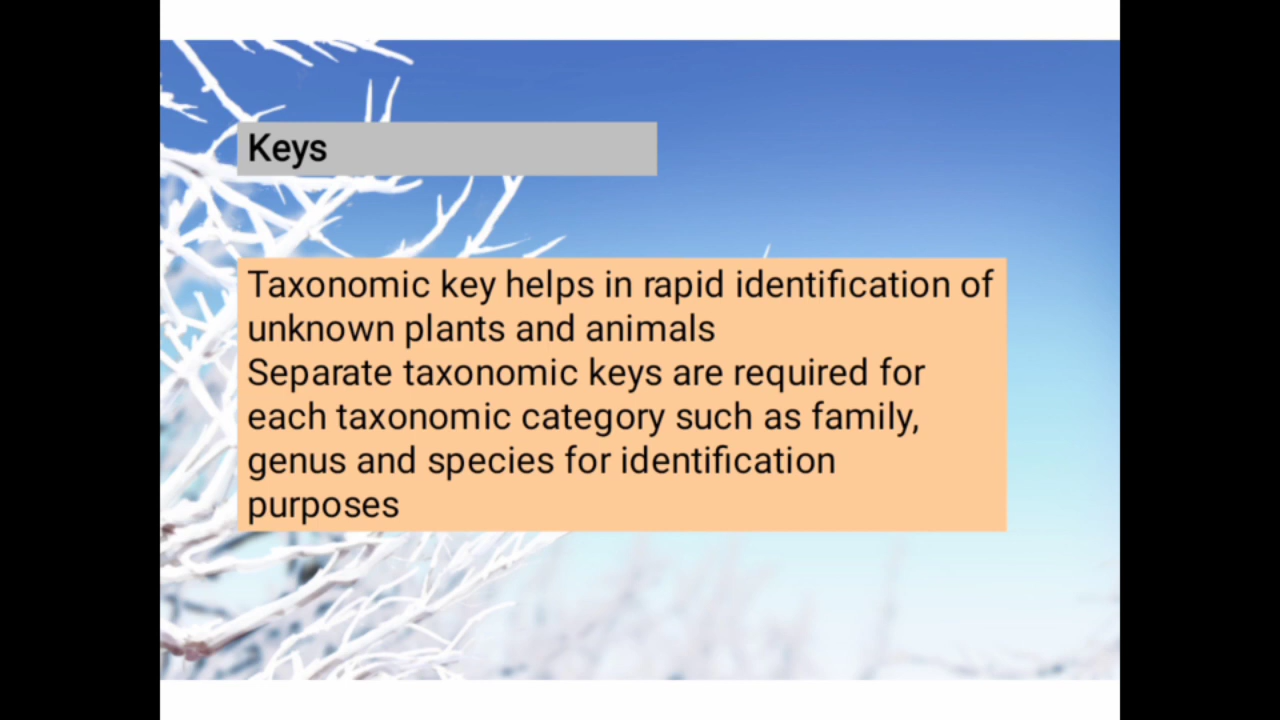 Keys
Taxonomic key helps in rapid identification of
unknown plants and animals
Separate taxonomic keys are required for
each taxonomic category such as family,
genus and species for identification
purposes